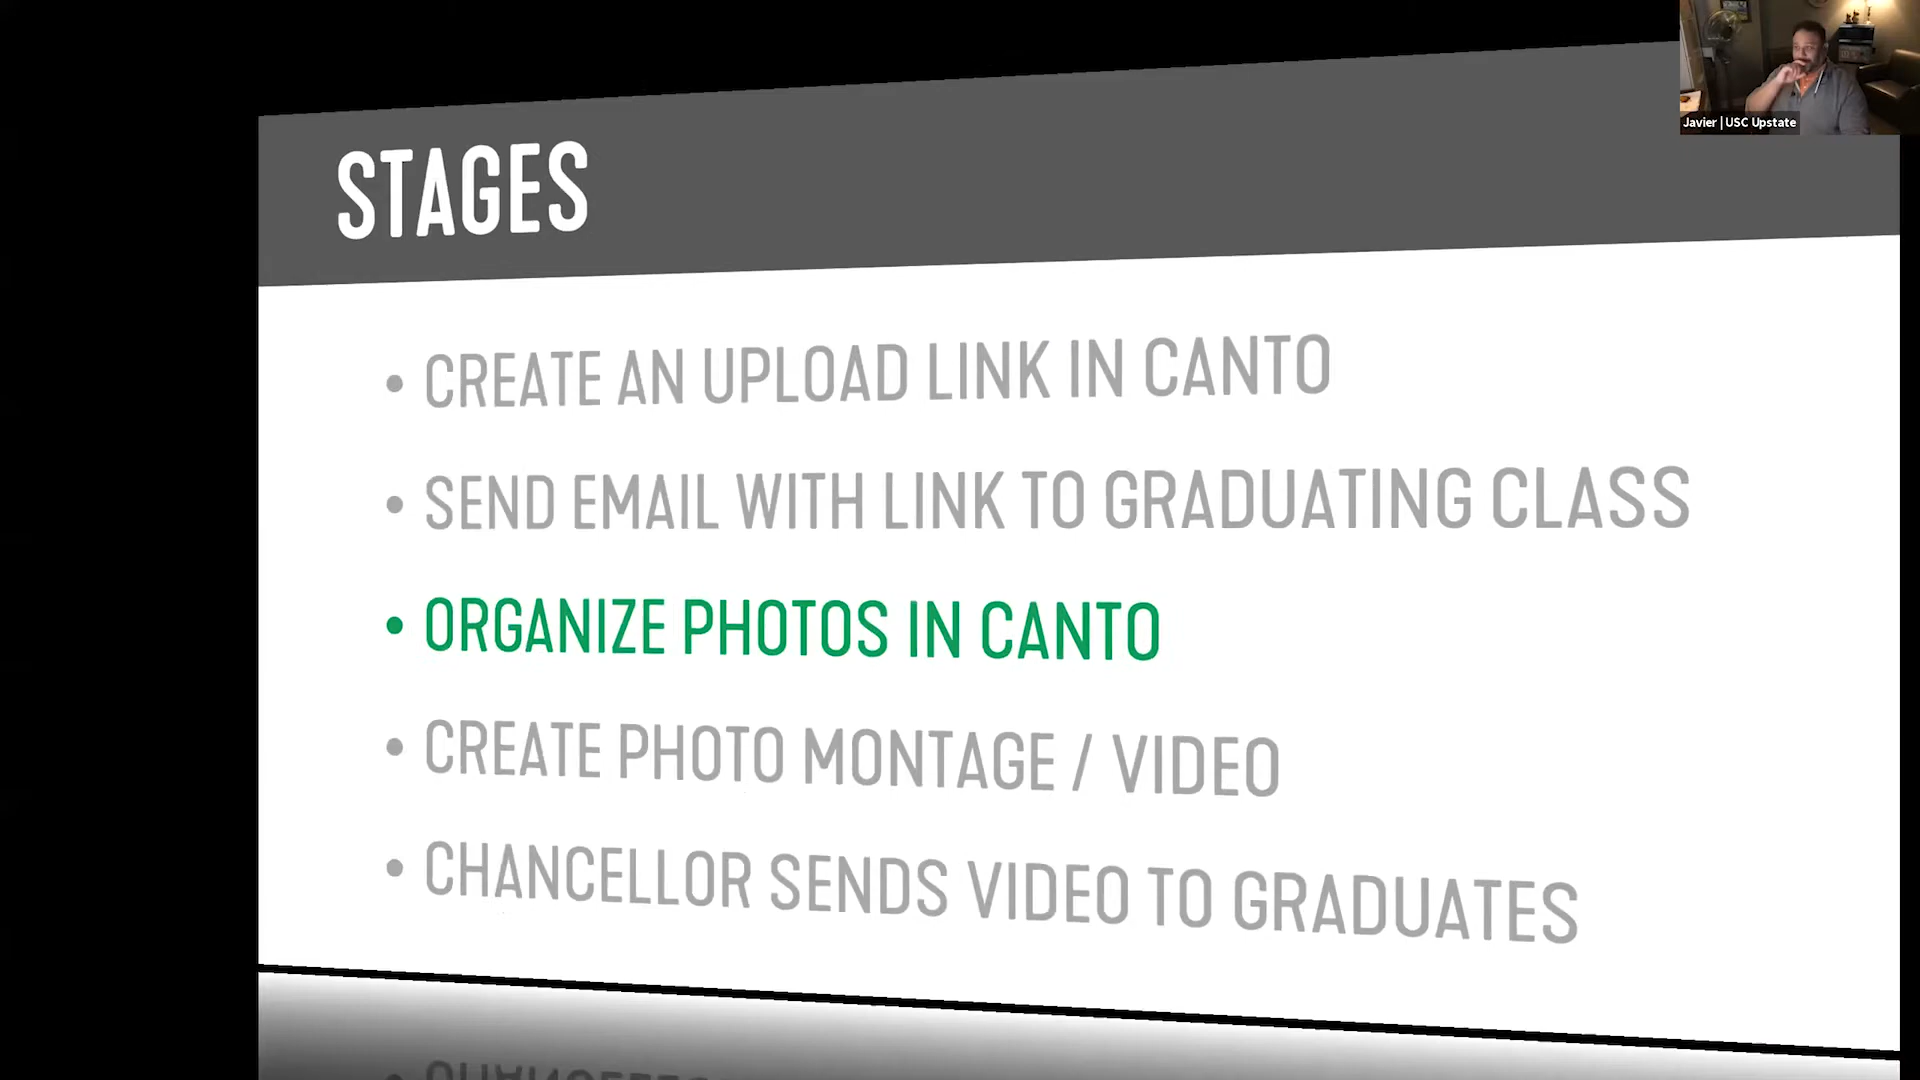 Javier | USC Upstate
STAGES
• CREATE AN UPLOAD LINK IN CANTO
• SEND EMAIL WITH LINK TO GRADUATING CLASS
• ORGANIZE PHOTOS IN CANTO
• CREATE PHOTO MONTAGE / VIDEO
• CHANCELLOR SENDS VIDEO TO GRADUATES